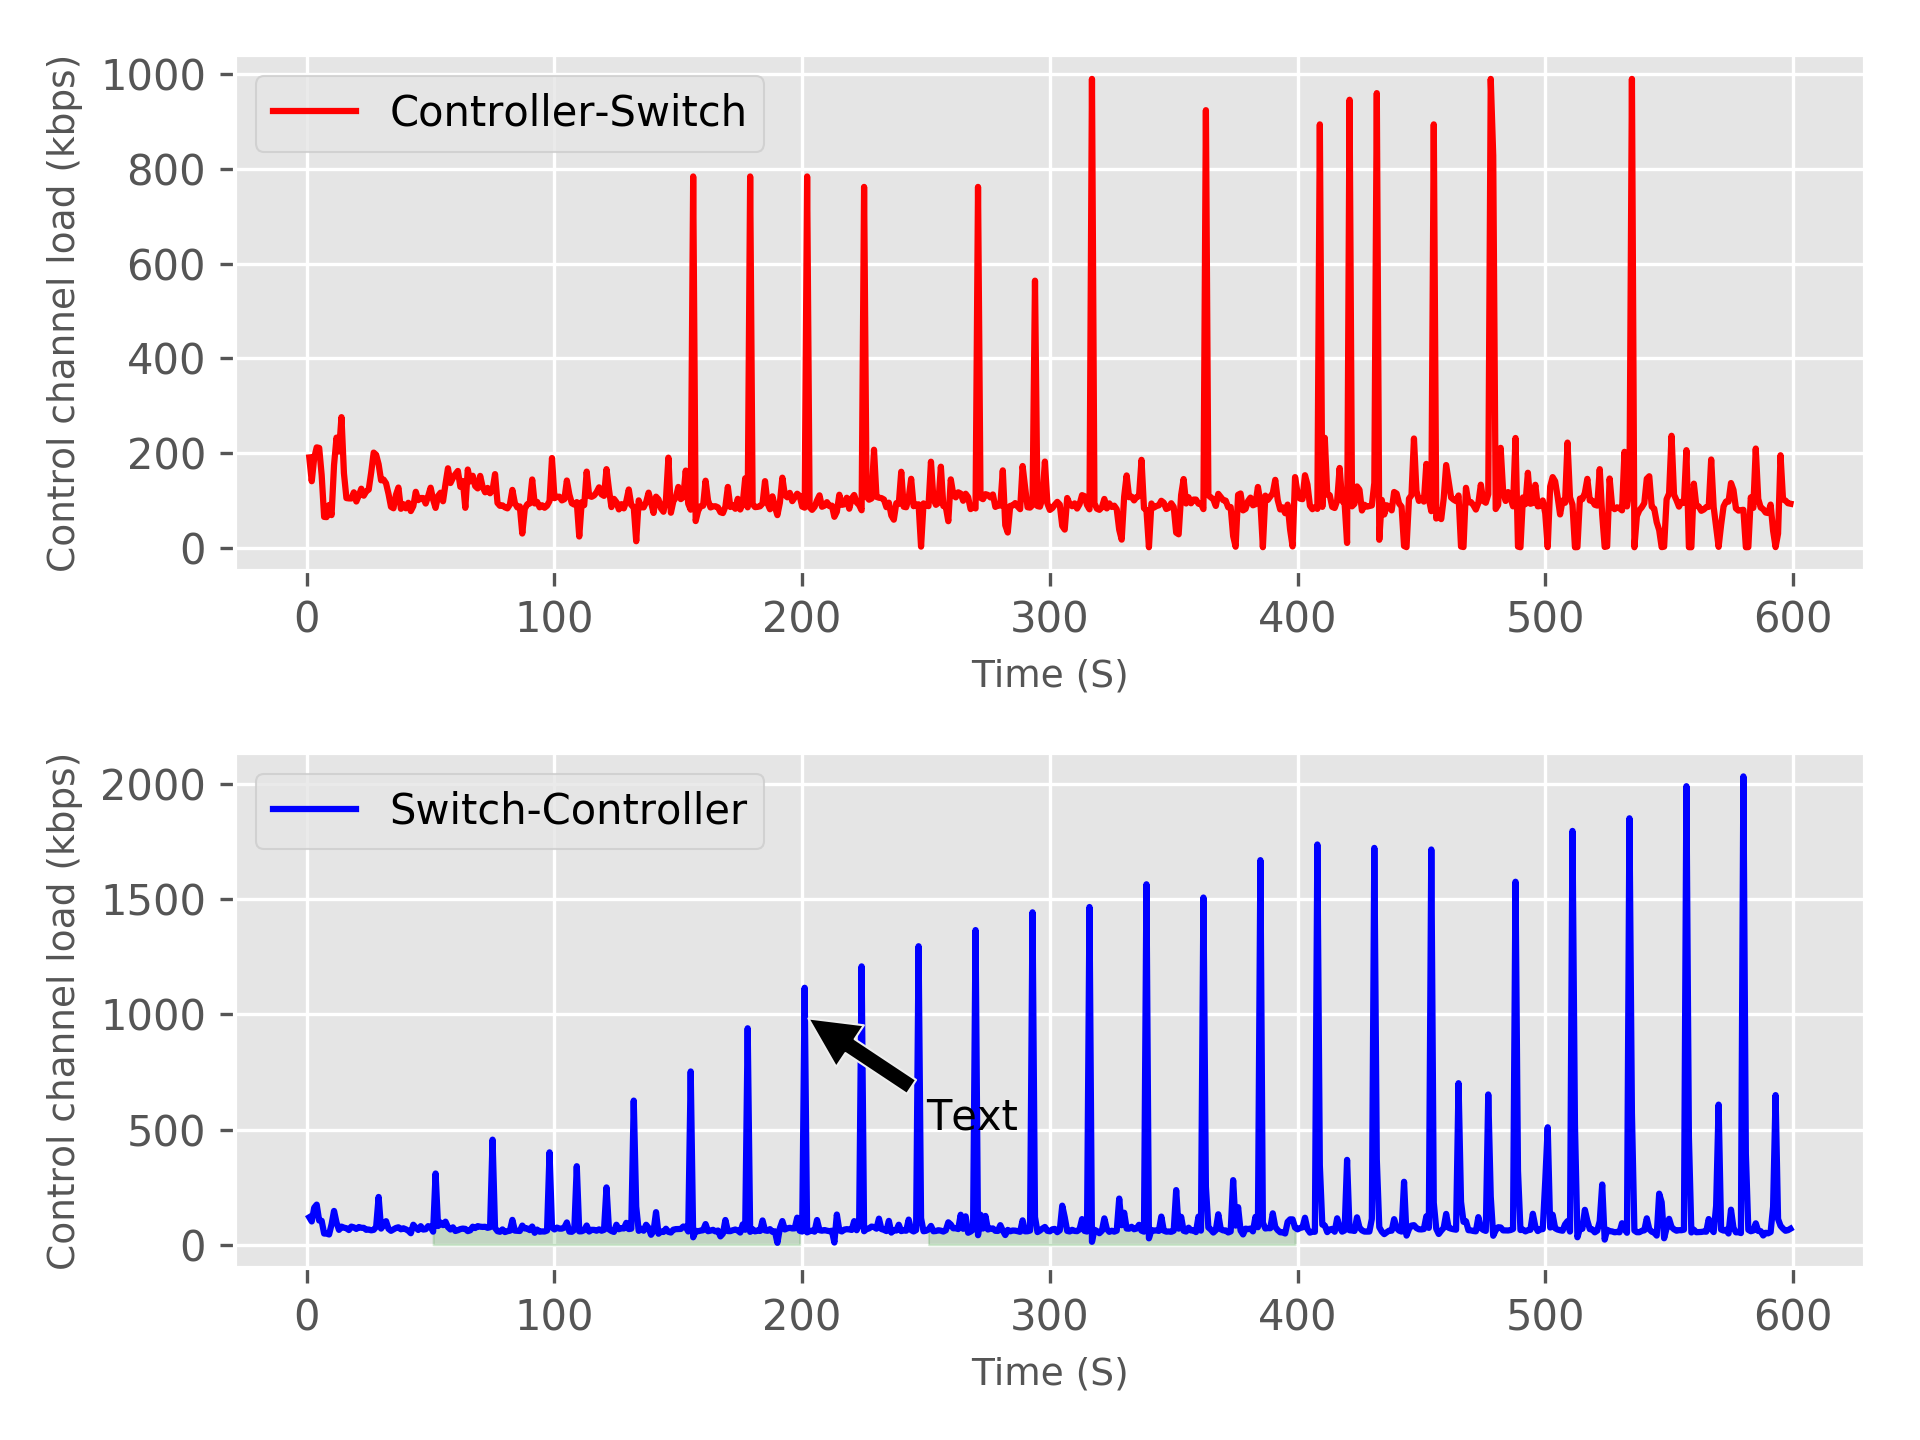 Control channel load (kbps)
1000
800
600
400
200
0
Controller-Switch
0 100 200 300 400 500 600
Time (S)
Control channel load (kbps)
2000
1500
1000
500
0
Switch-Controller
Text
0 100 200 300 400 500 600
Time (S)